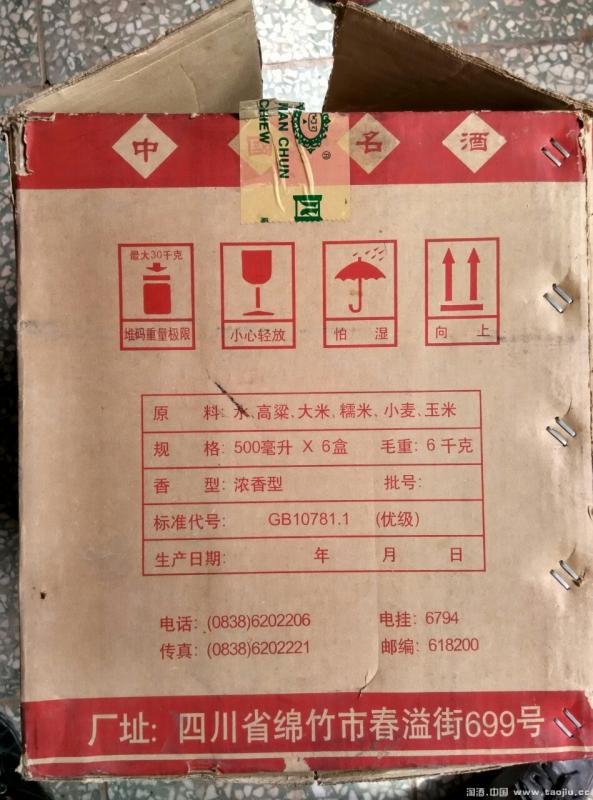 中国名酒
NAN CHUN
CHIEW
®
最大30千克
堆码重量极限
小心轻放
怕 湿
向 上
原 料: 水、高粱、大米、糯米、小麦、玉米
规 格: 500毫升 X 6盒 毛重: 6 千克
香 型: 浓香型 批号:
标准代号: GB10781.1 (优级)
生产日期: 年 月 日
电话: (0838)6202206 电挂: 6794
传真: (0838)6202221 邮编: 618200
厂址: 四川省绵竹市春溢街699号
淘酒.中国 www.taojiu.cc